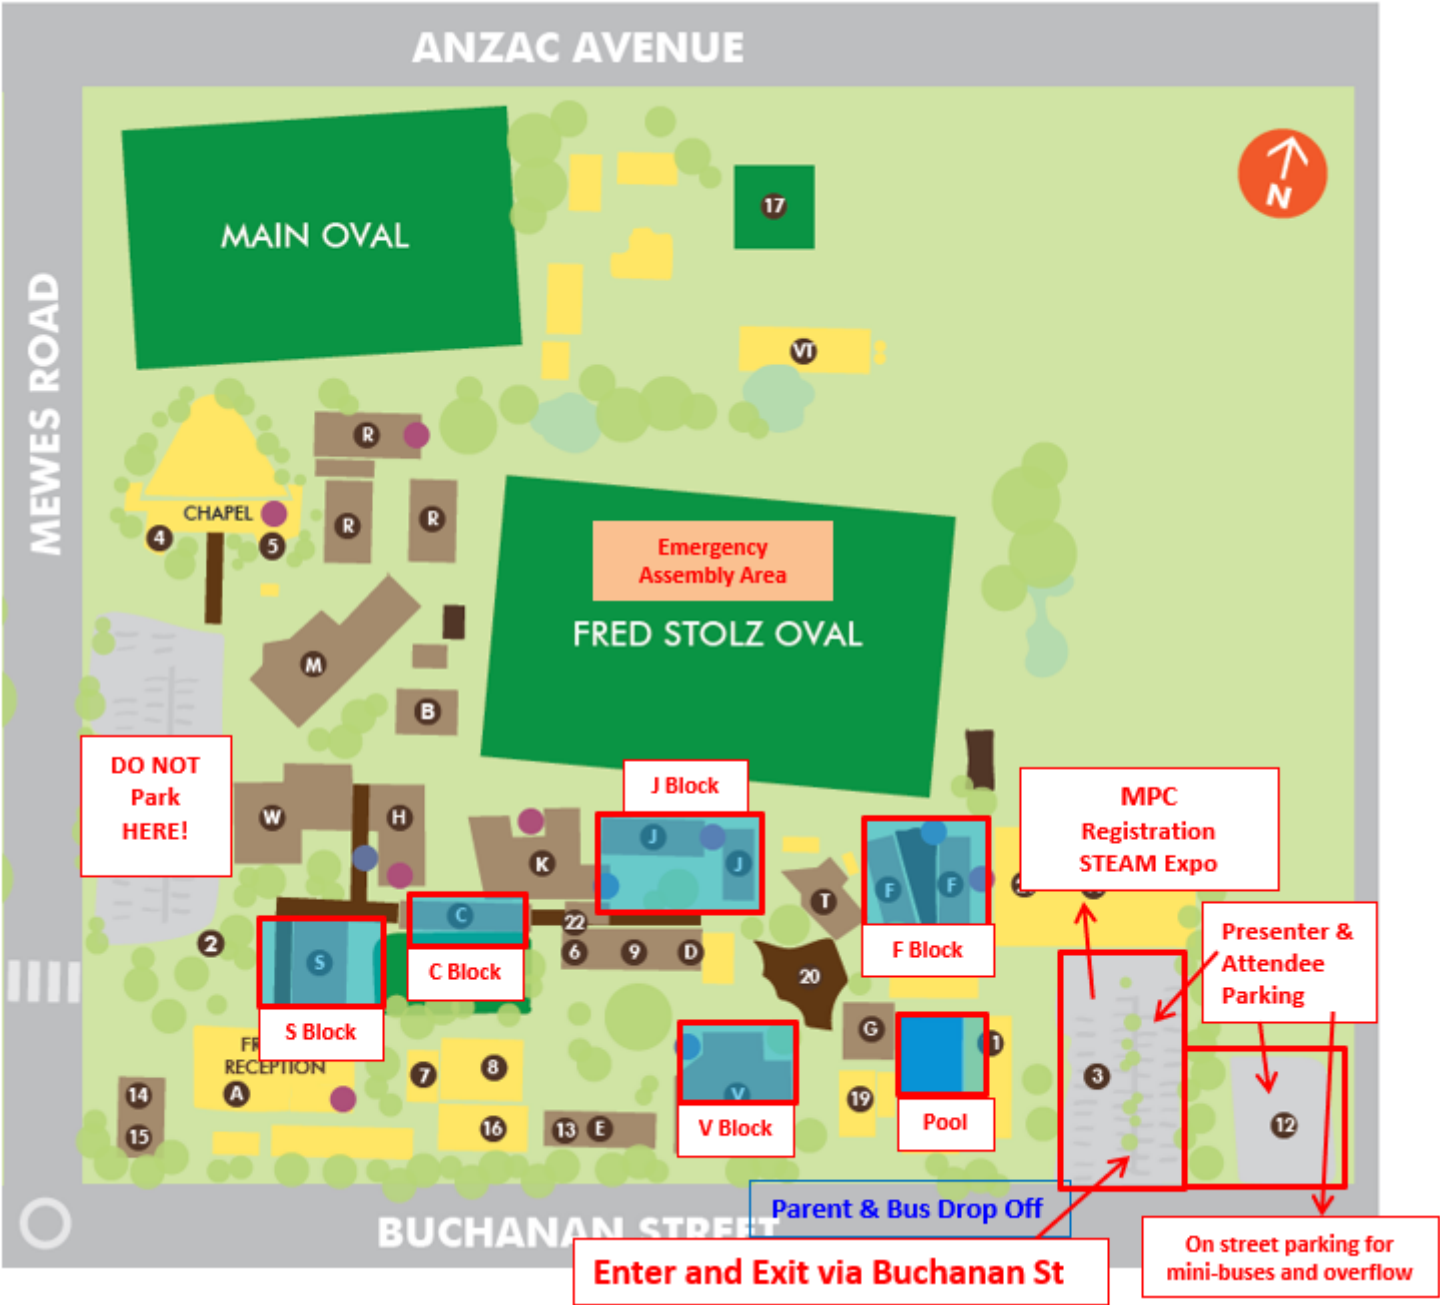 ANZAC AVENUE
MEWES ROAD
N
MAIN OVAL
17
VT
R
CHAPEL
4
5
R
R
Emergency
Assembly Area
FRED STOLZ OVAL
M
B
DO NOT
Park
HERE!
J Block
MPC
Registration
STEAM Expo
W
H
K
J
J
T
F
F
C
22
6
9
D
20
F Block
Presenter &
Attendee
Parking
2
S
C Block
S Block
RECEPTION
A
7
8
G
3
14
15
16
13
E
V
V Block
19
Pool
12
Parent & Bus Drop Off
BUCHANAN STREET
Enter and Exit via Buchanan St
On street parking for
mini-buses and overflow